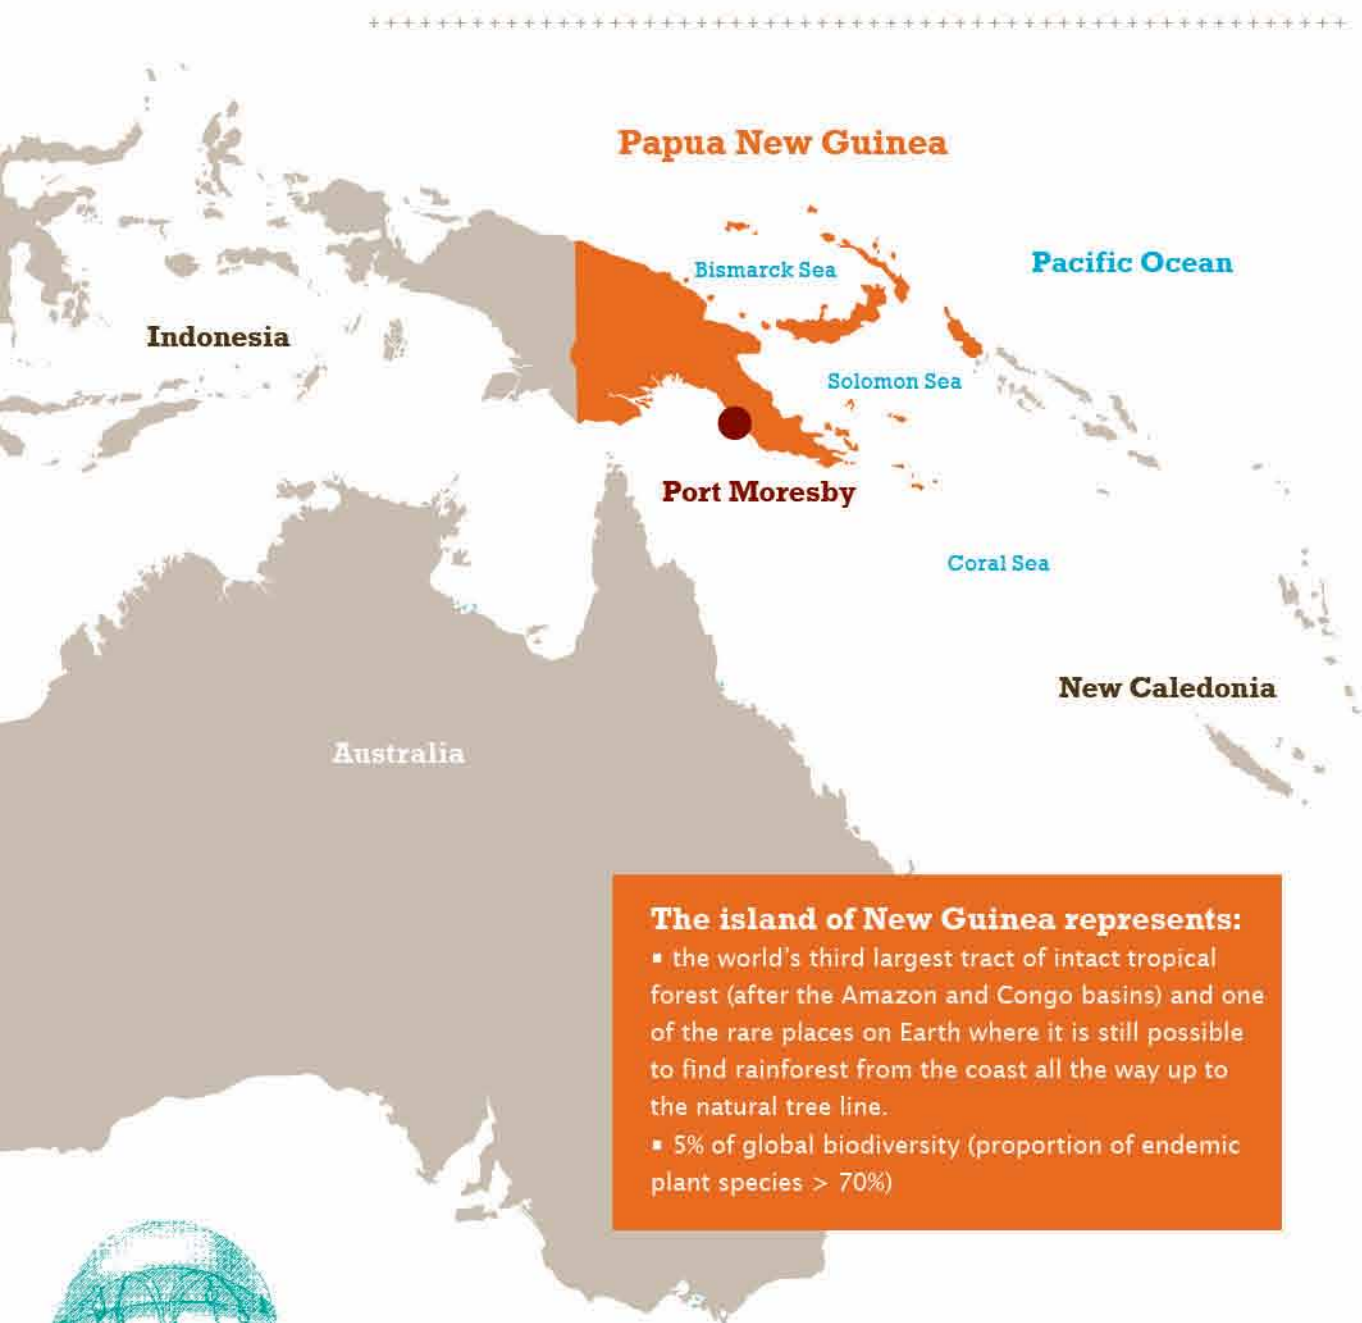 Papua New Guinea
Pacific Ocean
Bismarck Sea
Indonesia
Solomon Sea
Port Moresby
Coral Sea
New Caledonia
Australia
The island of New Guinea represents:
▪ the world's third largest tract of intact tropical
forest (after the Amazon and Congo basins) and one
of the rare places on Earth where it is still possible
to find rainforest from the coast all the way up to
the natural tree line.
▪ 5% of global biodiversity (proportion of endemic
plant species > 70%)